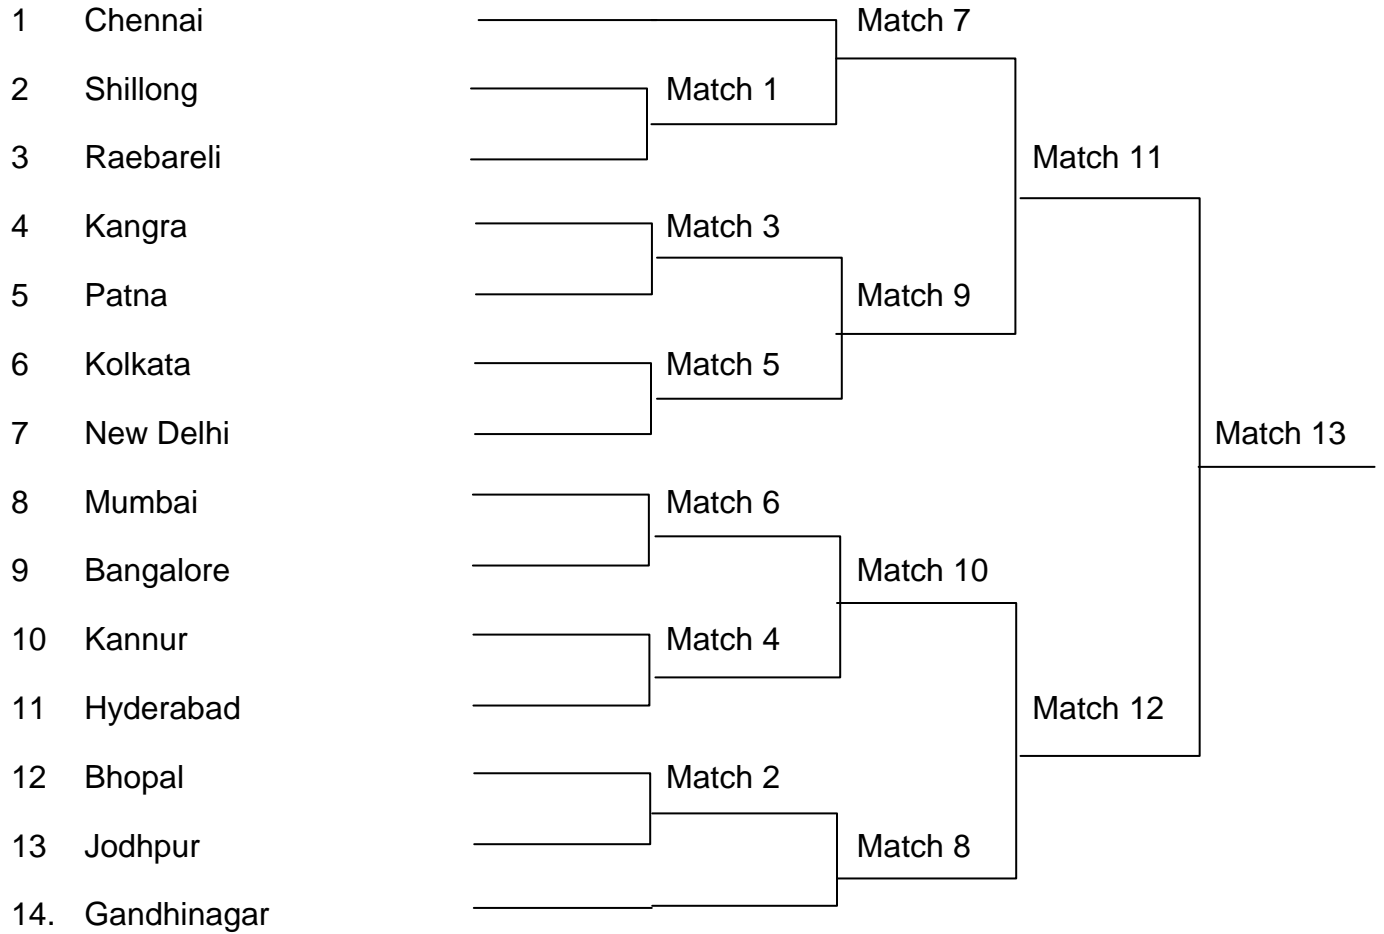 1 Chennai Match 7
2 Shillong Match 1
3 Raebareli Match 11
4 Kangra Match 3
5 Patna Match 9
6 Kolkata Match 5
7 New Delhi Match 13
8 Mumbai Match 6
9 Bangalore Match 10
10 Kannur Match 4
11 Hyderabad Match 12
12 Bhopal Match 2
13 Jodhpur Match 8
14. Gandhinagar